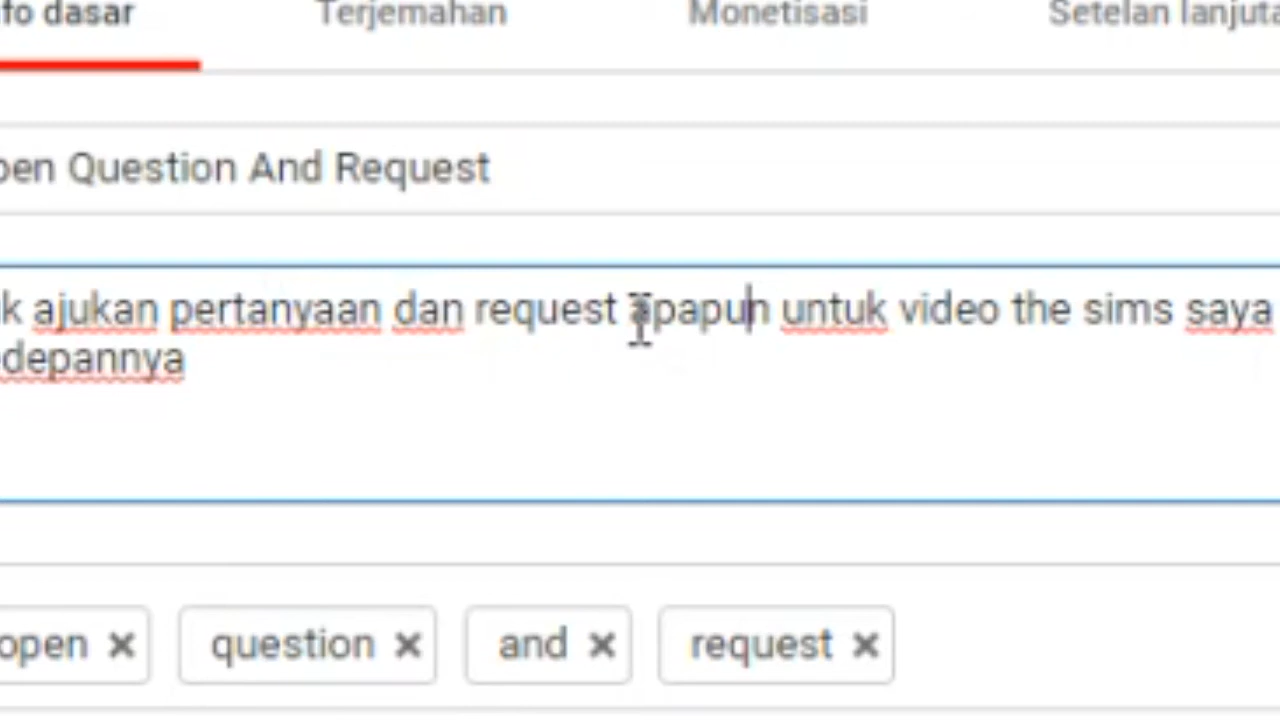 fo dasar Terjemahan Monetisasi Setelan lanjuta
pen Question And Request
k ajukan pertanyaan dan request apapun untuk video the sims saya
depannya
open × question × and × request ×